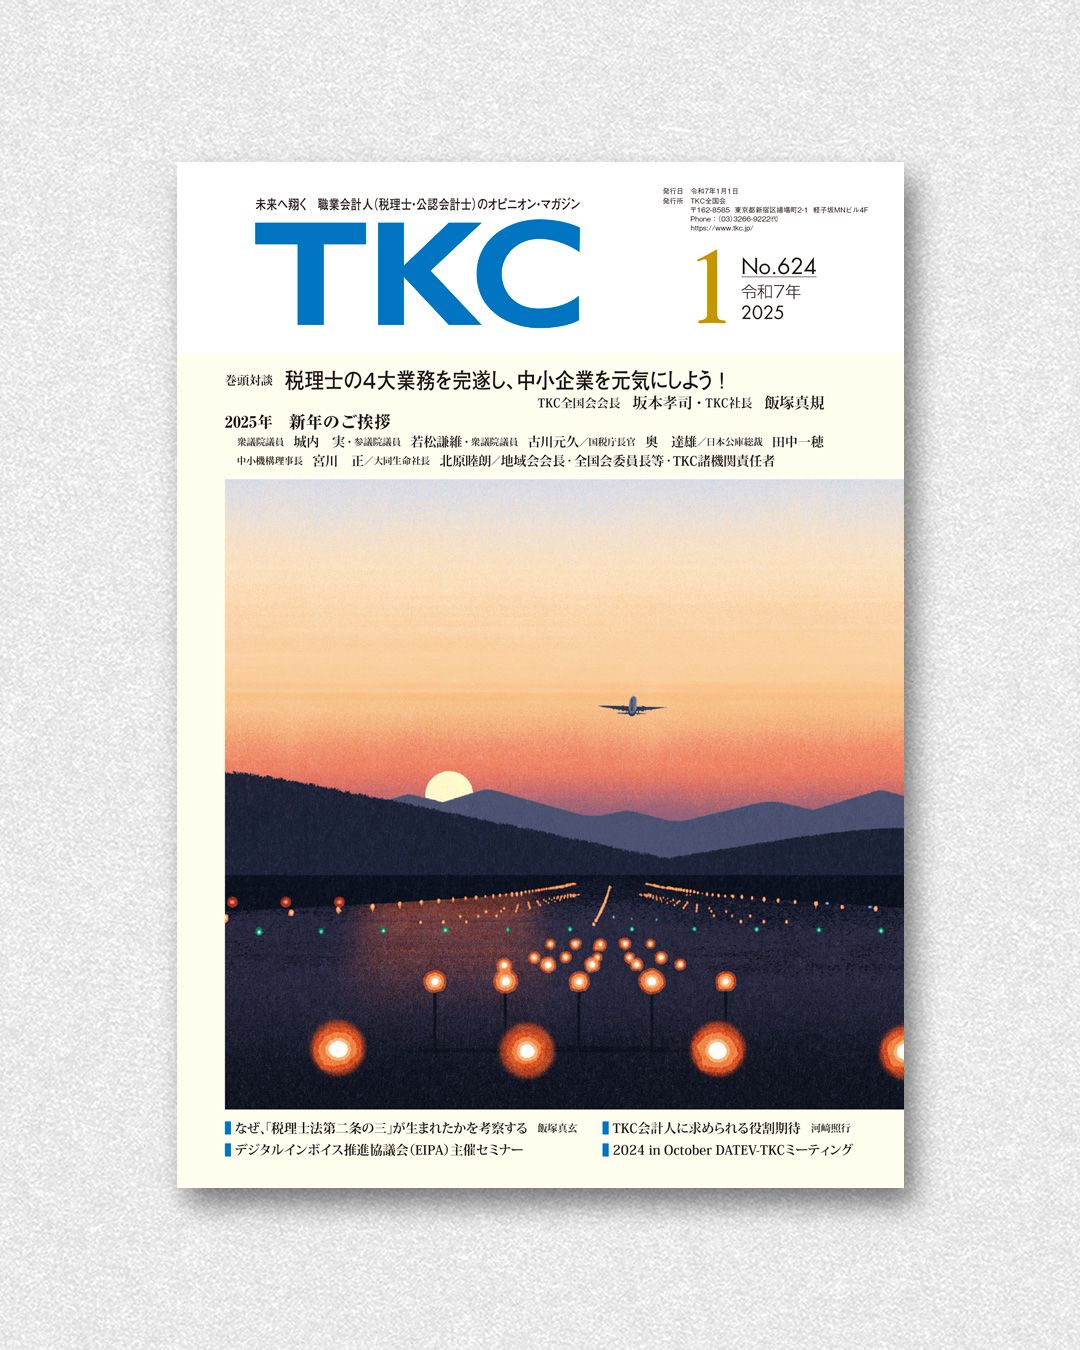 未来へ翔く 職業会計人(税理士・公認会計士)のオピニオン・マガジン
TKC
発行日 令和7年1月1日
発行所 TKC全国会
〒162-8585 東京都新宿区揚場町2-1 軽子坂MNビル4F
Phone:(03)3266-9222㈹
https://www.tkc.jp/
1
No.624
令和7年
2025
巻頭対談 税理士の4大業務を完遂し、中小企業を元気にしよう!
TKC全国会会長 坂本孝司・TKC社長 飯塚真規
2025年 新年のご挨拶
衆議院議員 城内 実・参議院議員 若松謙維・衆議院議員 古川元久/国税庁長官 奥 達雄/日本公庫総裁 田中一穂
中小機構理事長 宮川 正/大同生命社長 北原睦朗/地域会会長・全国会委員長等・TKC諸機関責任者
なぜ、「税理士法第二条の三」が生まれたかを考察する 飯塚真玄
デジタルインボイス推進協議会(EIPA)主催セミナー
TKC会計人に求められる役割期待 河﨑照行
2024 in October DATEV-TKCミーティング